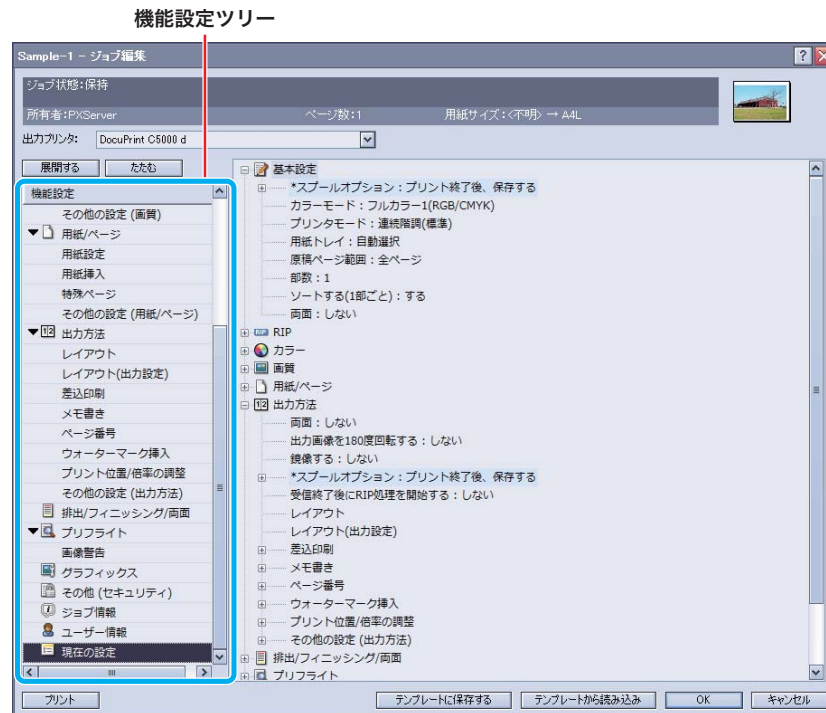 機能設定ツリー
Sample-1 - ジョブ編集
ジョブ状態:保持
所有者:PXServer
ページ数:1
用紙サイズ:<不明> → A4L
出力プリンタ:
DocuPrint C5000 d
展開する
たたむ
機能設定
その他の設定 (画質)
用紙/ページ
用紙設定
用紙挿入
特殊ページ
その他の設定 (用紙/ページ)
出力方法
レイアウト
レイアウト(出力設定)
差込印刷
メモ書き
ページ番号
ウォーターマーク挿入
プリント位置/倍率の調整
その他の設定 (出力方法)
排出/フィニッシング/両面
プリフライト
画像警告
グラフィックス
その他 (セキュリティ)
ジョブ情報
ユーザー情報
現在の設定
基本設定
*スプールオプション:プリント終了後、保存する
カラーモード:フルカラー1(RGB/CMYK)
プリンタモード:連続階調(標準)
用紙トレイ:自動選択
原稿ページ範囲:全ページ
部数:1
ソートする(1部ごと):する
両面:しない
RIP
カラー
画質
用紙/ページ
出力方法
両面:しない
出力画像を180度回転する:しない
鏡像する:しない
*スプールオプション:プリント終了後、保存する
受信終了後にRIP処理を開始する:しない
レイアウト
レイアウト(出力設定)
差込印刷
メモ書き
ページ番号
ウォーターマーク挿入
プリント位置/倍率の調整
その他の設定 (出力方法)
排出/フィニッシング/両面
プリフライト
プリント
テンプレートに保存する
テンプレートから読み込み
OK
キャンセル